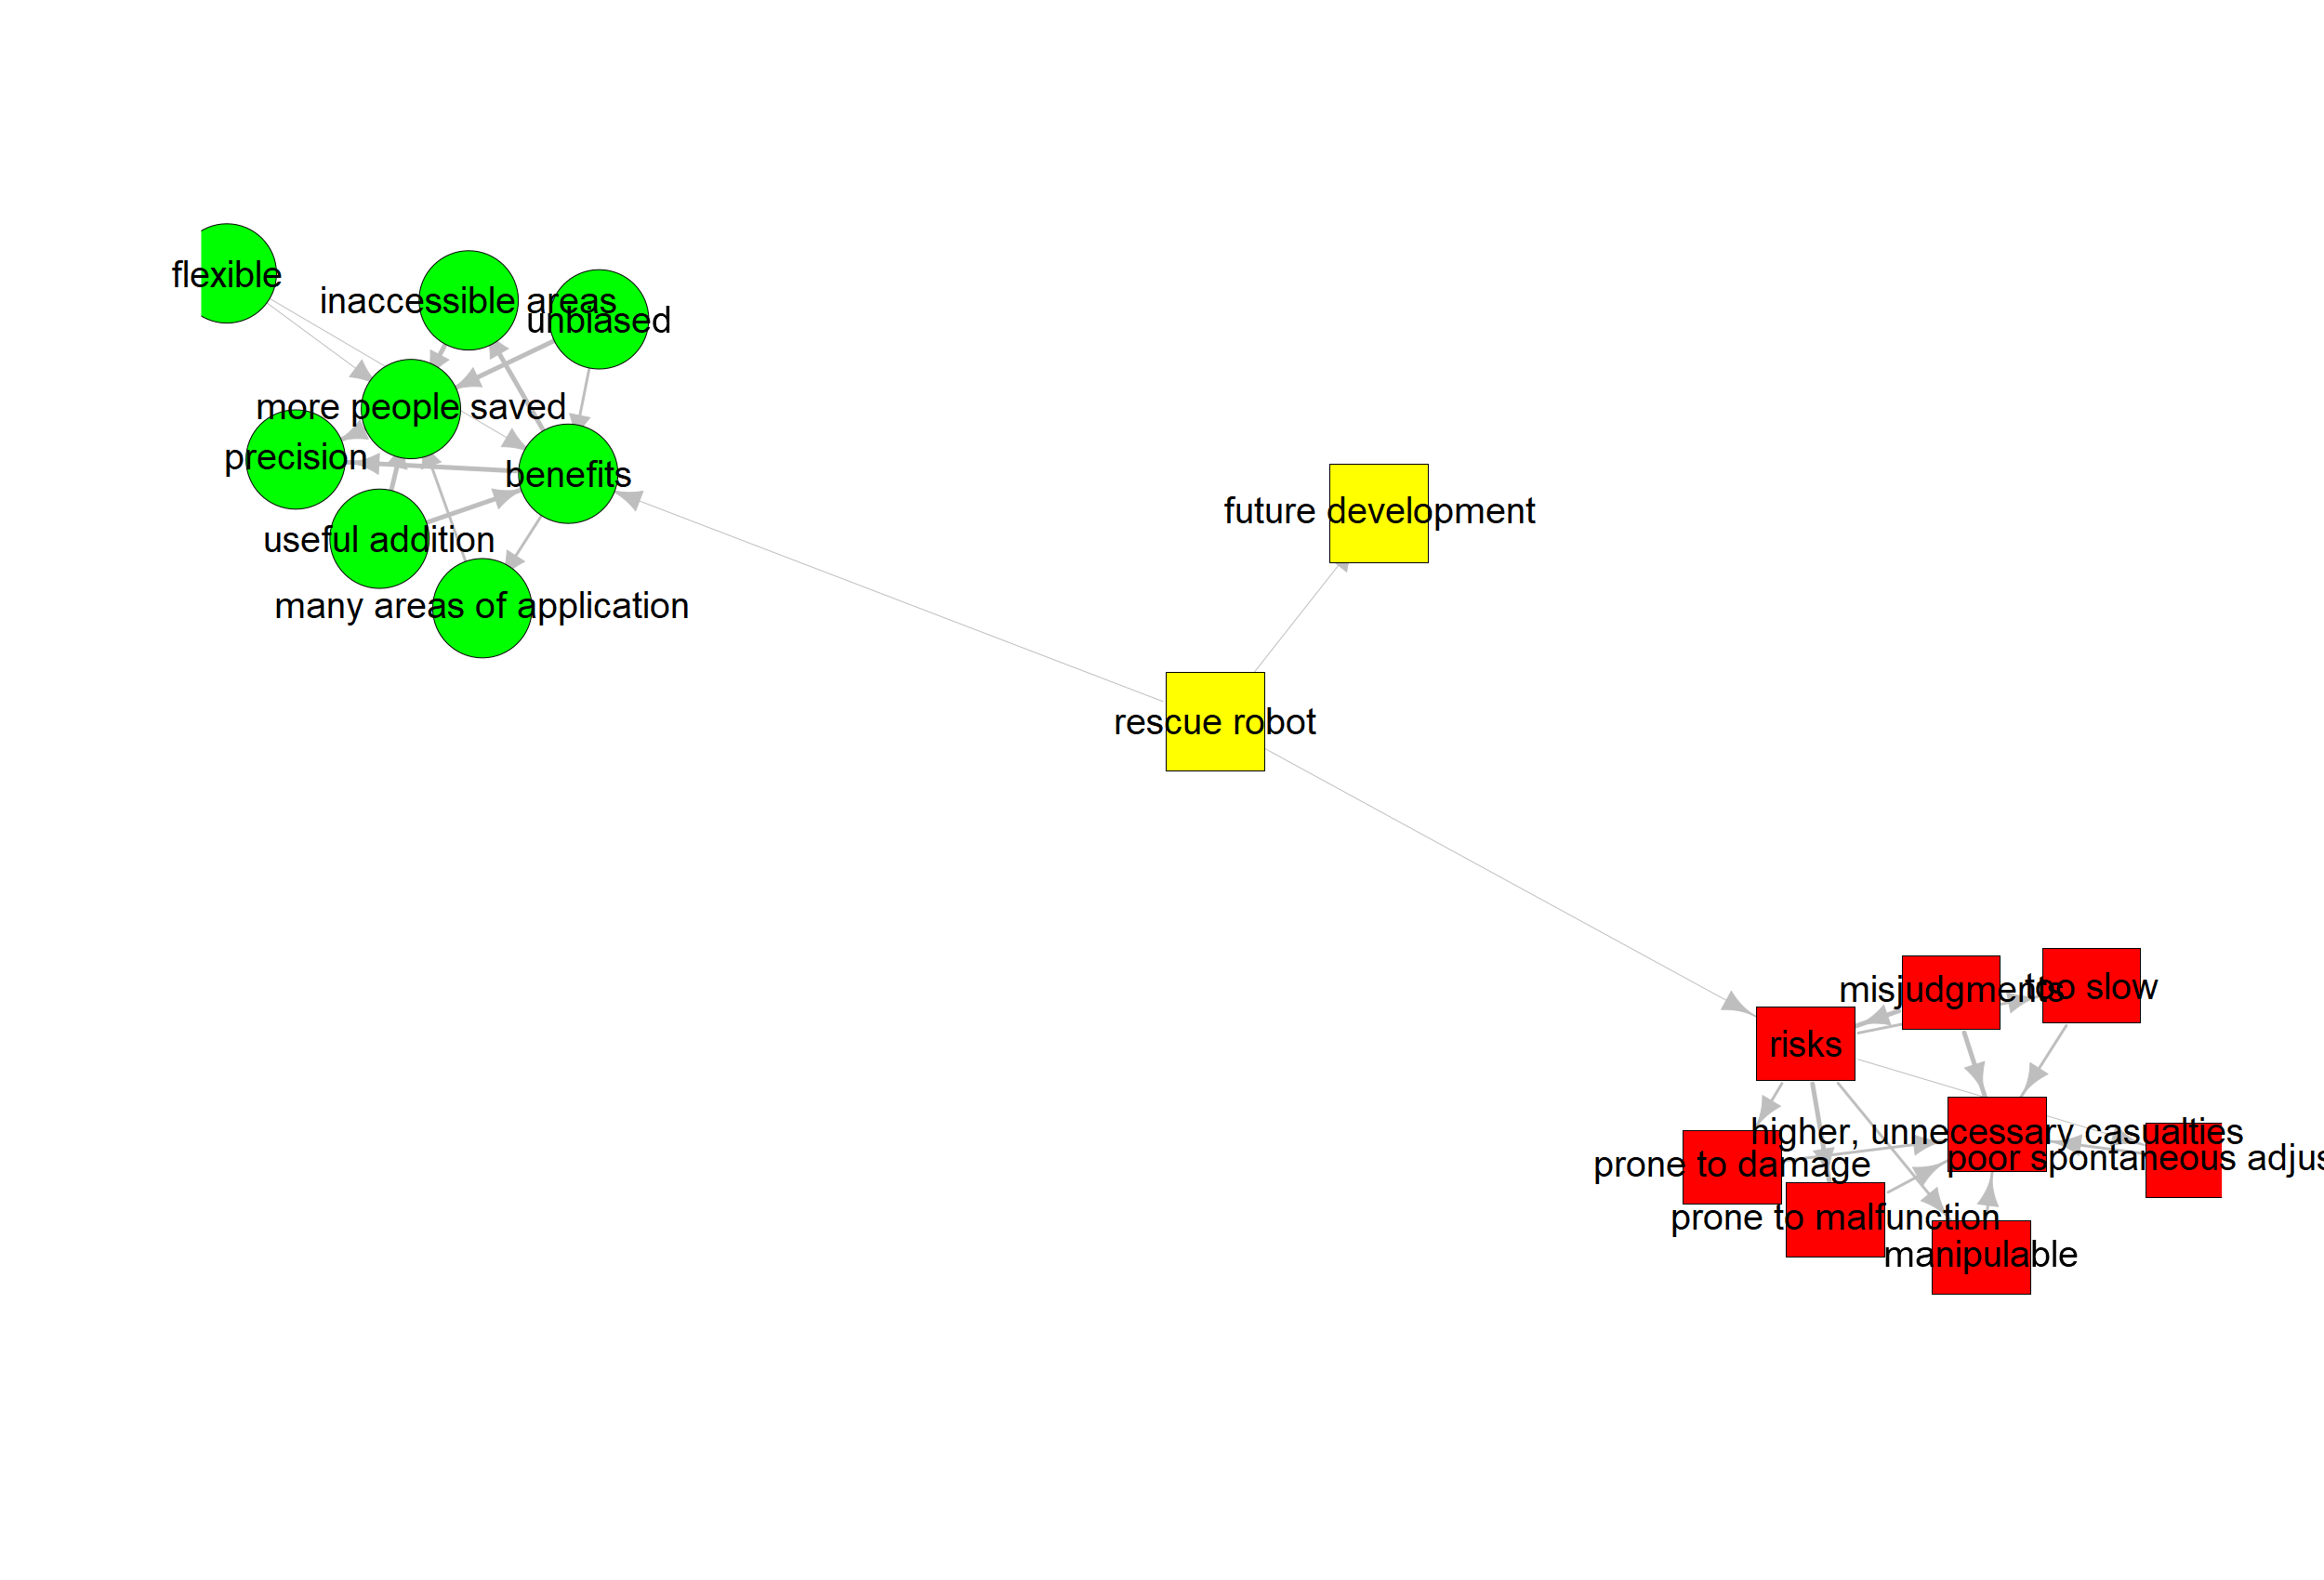 flexible
inaccessible areas
unbiased
more people saved
precision
benefits
useful addition
many areas of application
future development
rescue robot
misjudgments
too slow
risks
higher, unnecessary casualties
poor spontaneous adjus
prone to damage
prone to malfunction
manipulable